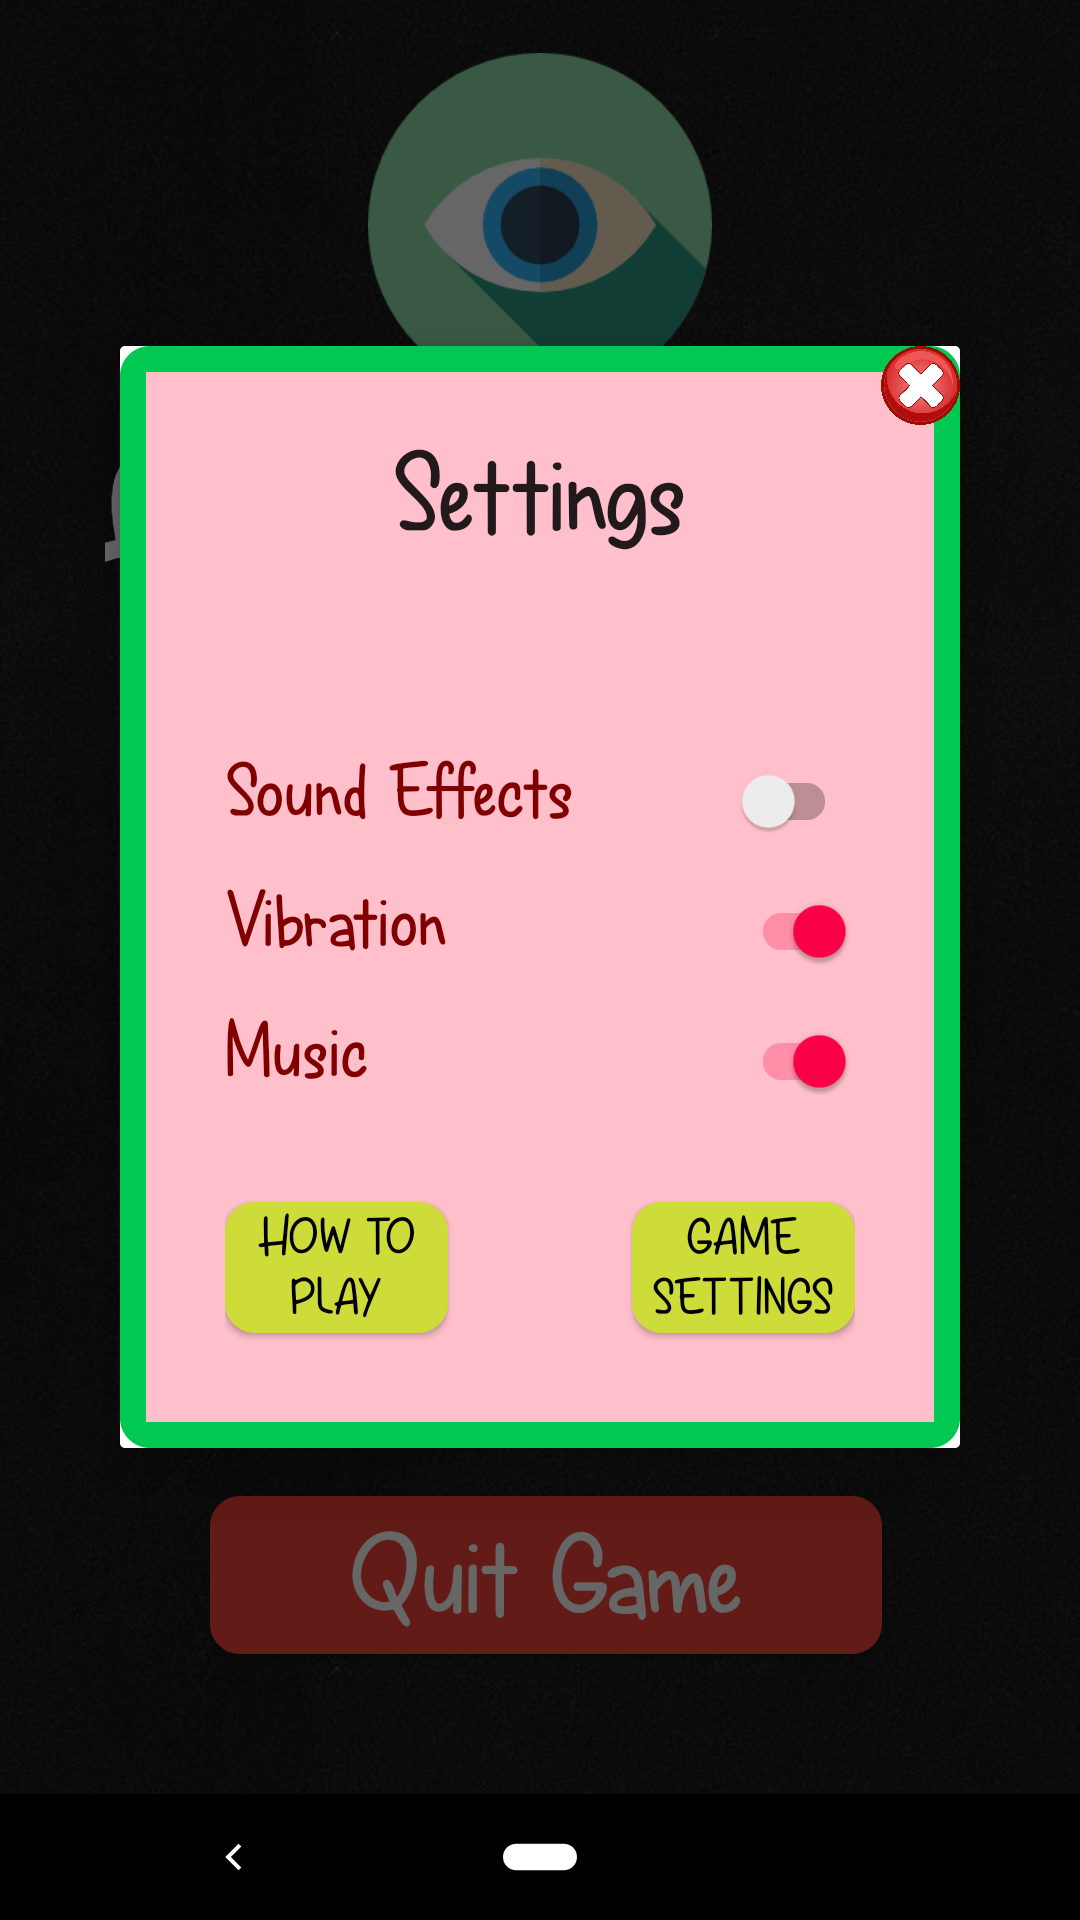 Settings
Sound Effects
Vibration
Music
HOW TO
PLAY
GAME
SETTINGS
Quit Game